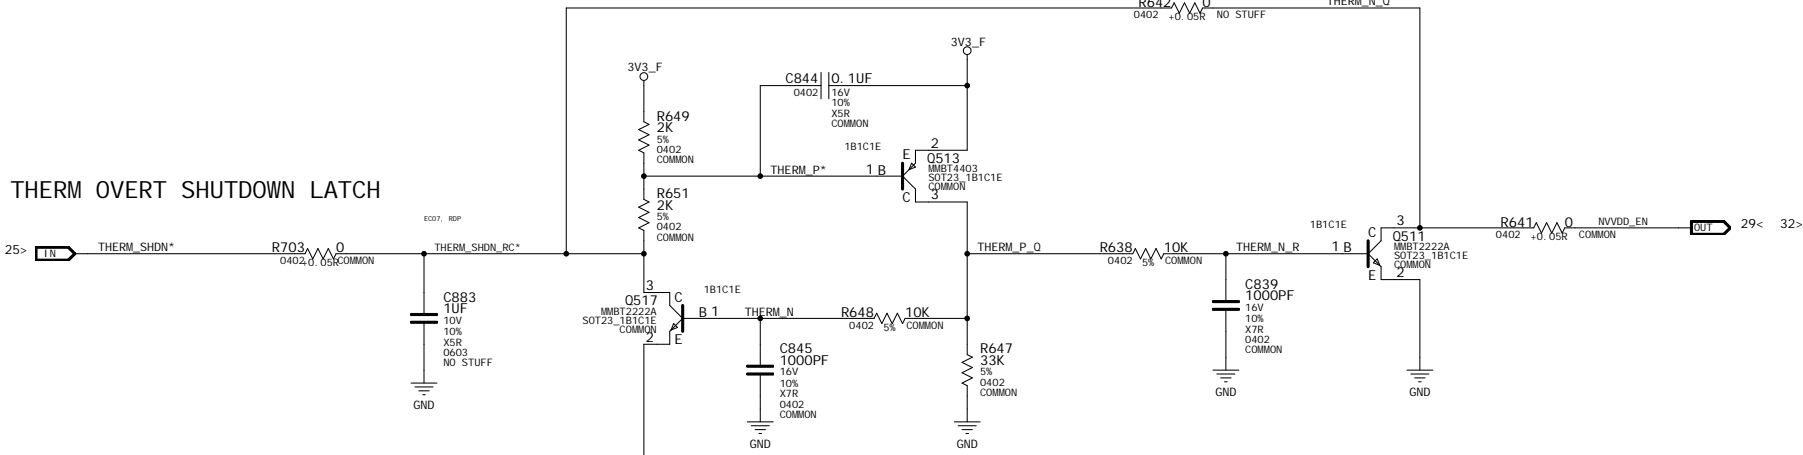 R642 0 THERM_N_Q
0402 +0.05R NO STUFF
3V3_F
3V3_F
C844 0.1UF
0402 16V
10%
X5R
COMMON
R649
2K
5%
0402
COMMON
1B1C1E
E 2
Q513
MMBT4403
SOT23_1B1C1E
COMMON
C 3
THERM_P* 1 B
THERM OVERT SHUTDOWN LATCH
R651
2K
5%
0402
COMMON
EC07, RDP
25> IN THERM_SHDN* R703 0 THERM_SHDN_RC*
0402 +0.05R COMMON
THERM_P_Q R638 10K THERM_N_R 1 B
0402 5% COMMON
1B1C1E
C 3
Q511
MMBT2222A
SOT23_1B1C1E
COMMON
E 2
R641 0 NVVDD_EN OUT 29< 32>
0402 +0.05R COMMON
C883
1UF
10V
10%
X5R
0603
NO STUFF
GND
3 C 1B1C1E
Q517
MMBT2222A
SOT23_1B1C1E
COMMON
2 E
B 1 THERM_N R648 10K
0402 5% COMMON
C845
1000PF
16V
10%
X7R
0402
COMMON
GND
R647
33K
5%
0402
COMMON
GND
C839
1000PF
16V
10%
X7R
0402
COMMON
GND
GND